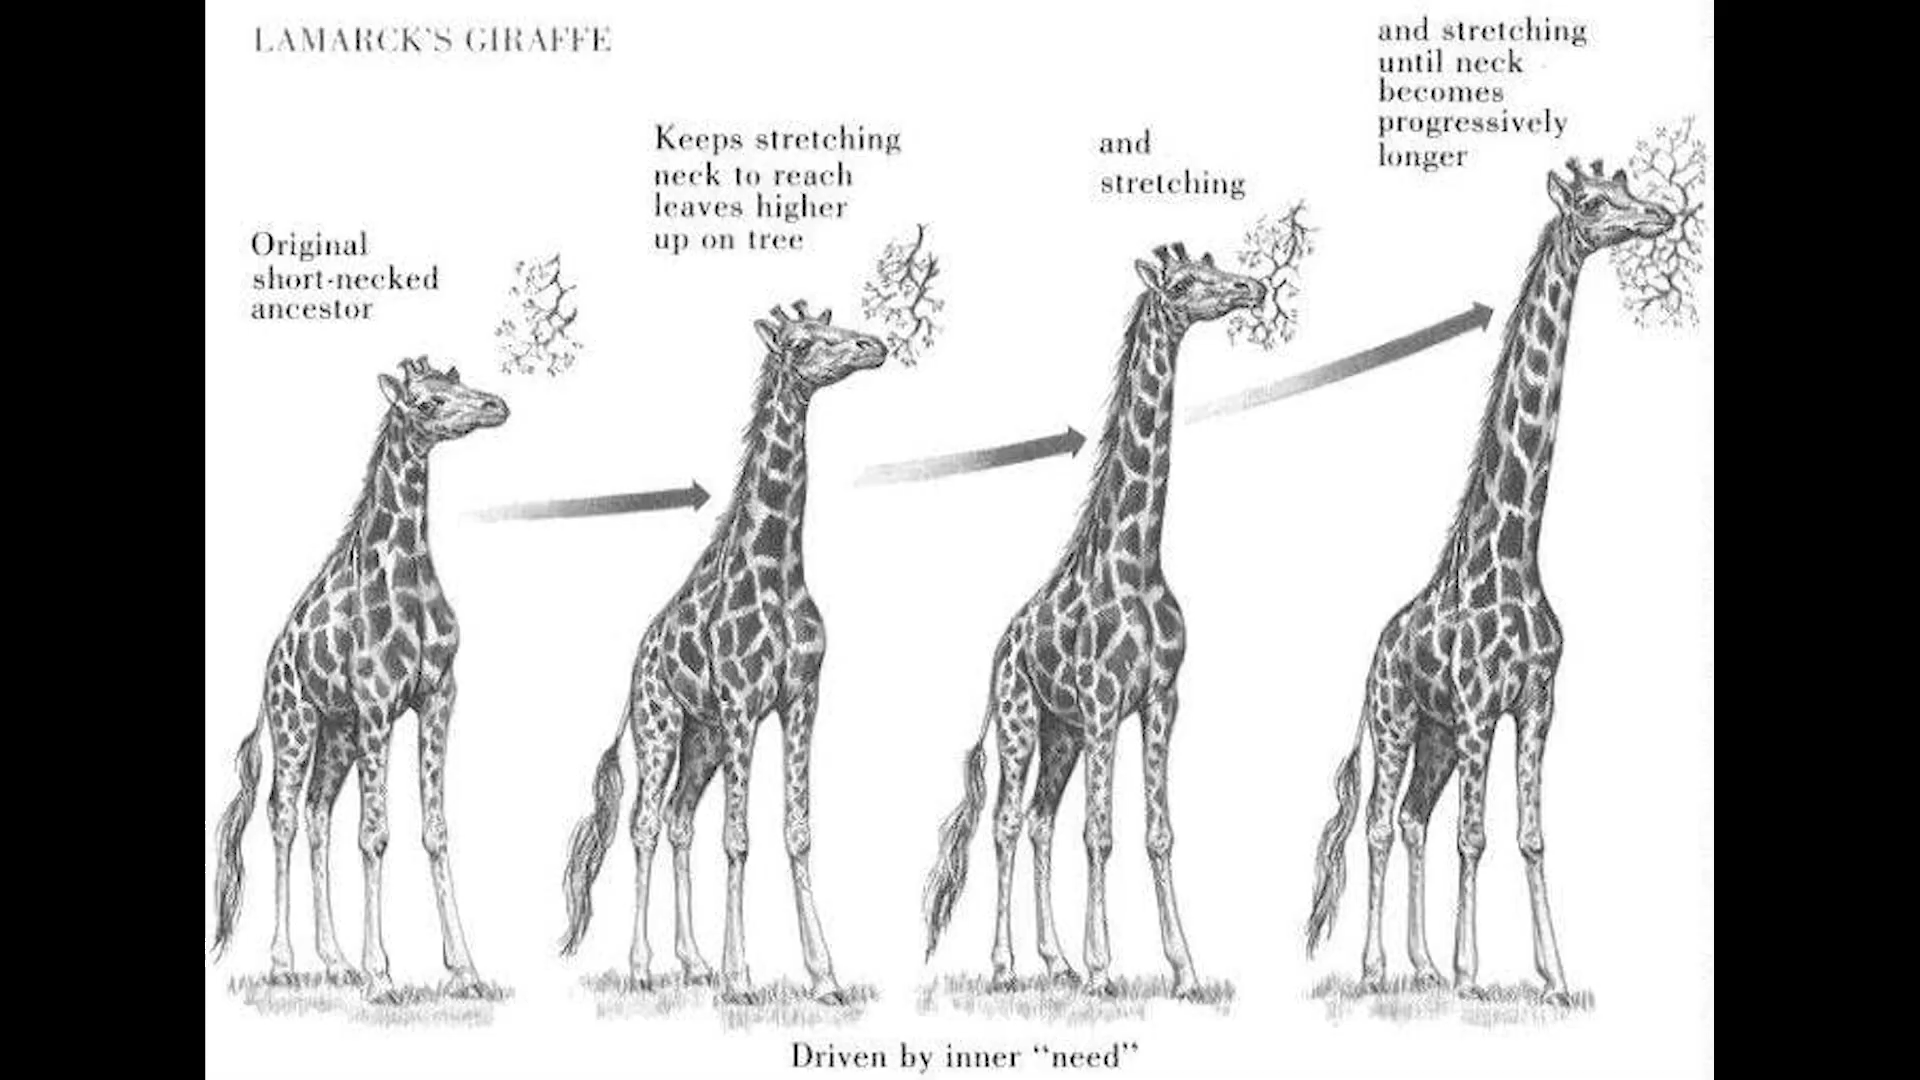 LAMARCK'S GIRAFFE
Original
short-necked
ancestor
Keeps stretching
neck to reach
leaves higher
up on tree
and
stretching
and stretching
until neck
becomes
progressively
longer
Driven by inner “need”